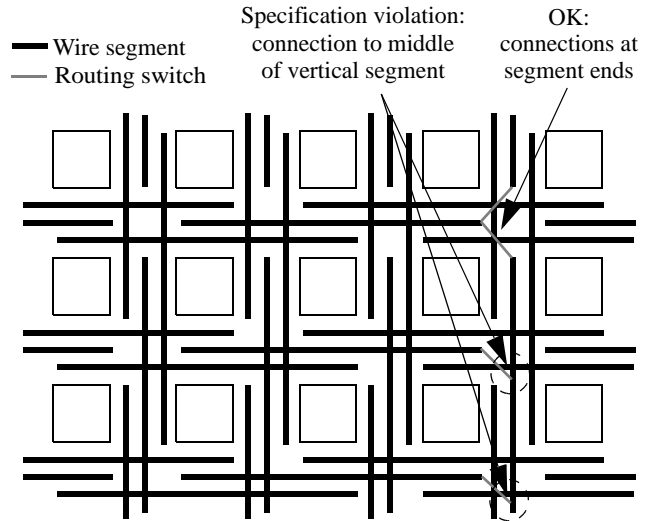 Specification violation:
connection to middle
of vertical segment
OK:
connections at
segment ends
Wire segment
Routing switch